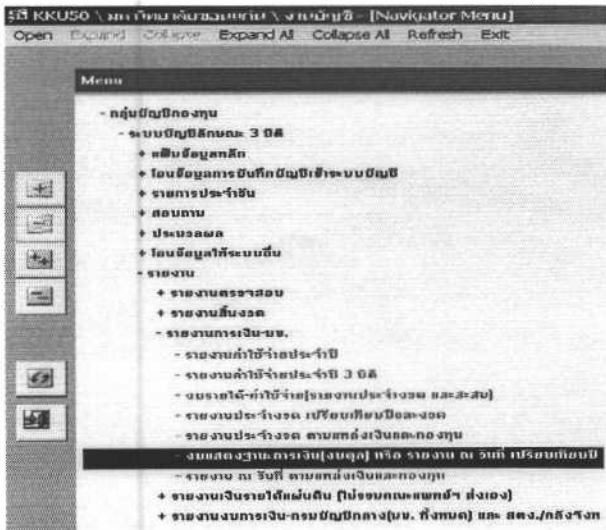 KKU50 \ มหาวิทยาลัยขอนแก่น \ งานบัญชี - [Navigator Menu]
Open Expand Collapse Expand All Collapse All Refresh Exit
Menu
- กลุ่มบัญชีกองทุน
- ระบบบัญชีลักษณะ 3 มิติ
+ แฟ้มข้อมูลหลัก
+ โอนข้อมูลการบันทึกบัญชีเข้าระบบบัญชี
+ รายการประจำวัน
+ สอบถาม
+ ประมวลผล
+ โอนข้อมูลให้ระบบอื่น
- รายงาน
+ รายงานตรวจสอบ
+ รายงานสิ้นงวด
- รายงานการเงิน-มข.
- รายงานค่าใช้จ่ายประจำปี
- รายงานค่าใช้จ่ายประจำปี 3 มิติ
- งบรายได้-ค่าใช้จ่าย(รายงานประจำงวด และสะสม)
- รายงานประจำงวด เปรียบเทียบปีและงวด
- รายงานประจำงวด ตามแหล่งเงินและกองทุน
- งบแสดงฐานะการเงิน(งบดุล) หรือ รายงาน ณ วันที่ เปรียบเทียบปี
- รายงาน ณ วันที่ ตามแหล่งเงินและกองทุน
+ รายงานเงินรายได้แผ่นดิน (ไม่รวมคณะแพทย์ฯ ส่งเอง)
+ รายงานงบการเงิน-กรมบัญชีกลาง(มข. ทั้งหมด) และ สตง./คลังจังห